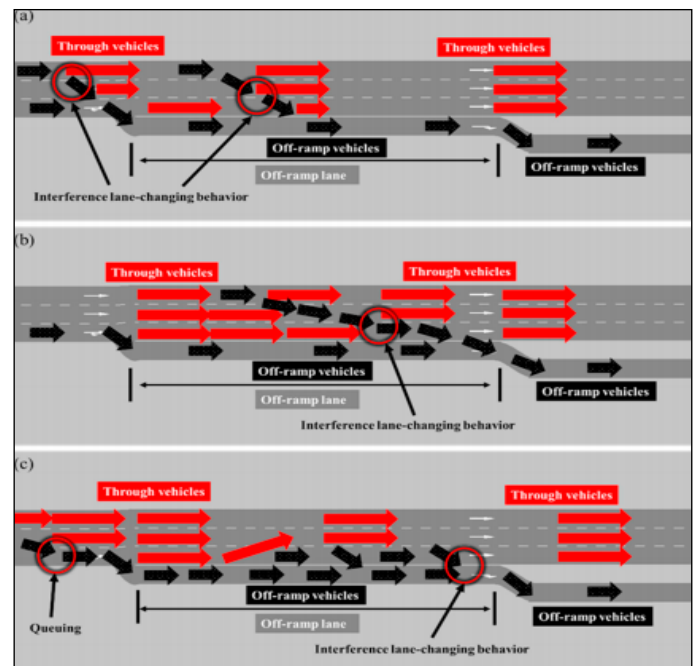 (a)
Through vehicles
Through vehicles
Off-ramp vehicles
Off-ramp vehicles
Off-ramp lane
Interference lane-changing behavior
(b)
Through vehicles
Through vehicles
Off-ramp vehicles
Off-ramp vehicles
Off-ramp lane
Interference lane-changing behavior
(c)
Through vehicles
Through vehicles
Off-ramp vehicles
Off-ramp vehicles
Queuing
Off-ramp lane
Interference lane-changing behavior